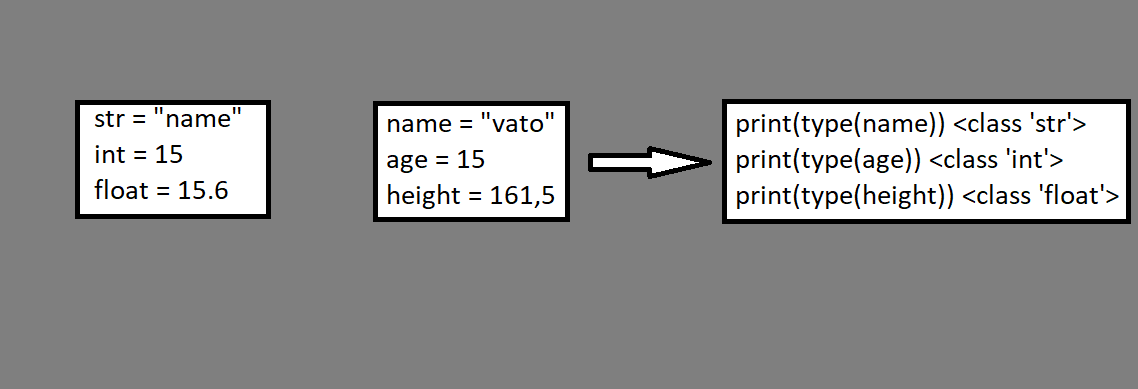 str = "name"
int = 15
float = 15.6
name = "vato"
age = 15
height = 161,5
print(type(name)) <class 'str'>
print(type(age)) <class 'int'>
print(type(height)) <class 'float'>